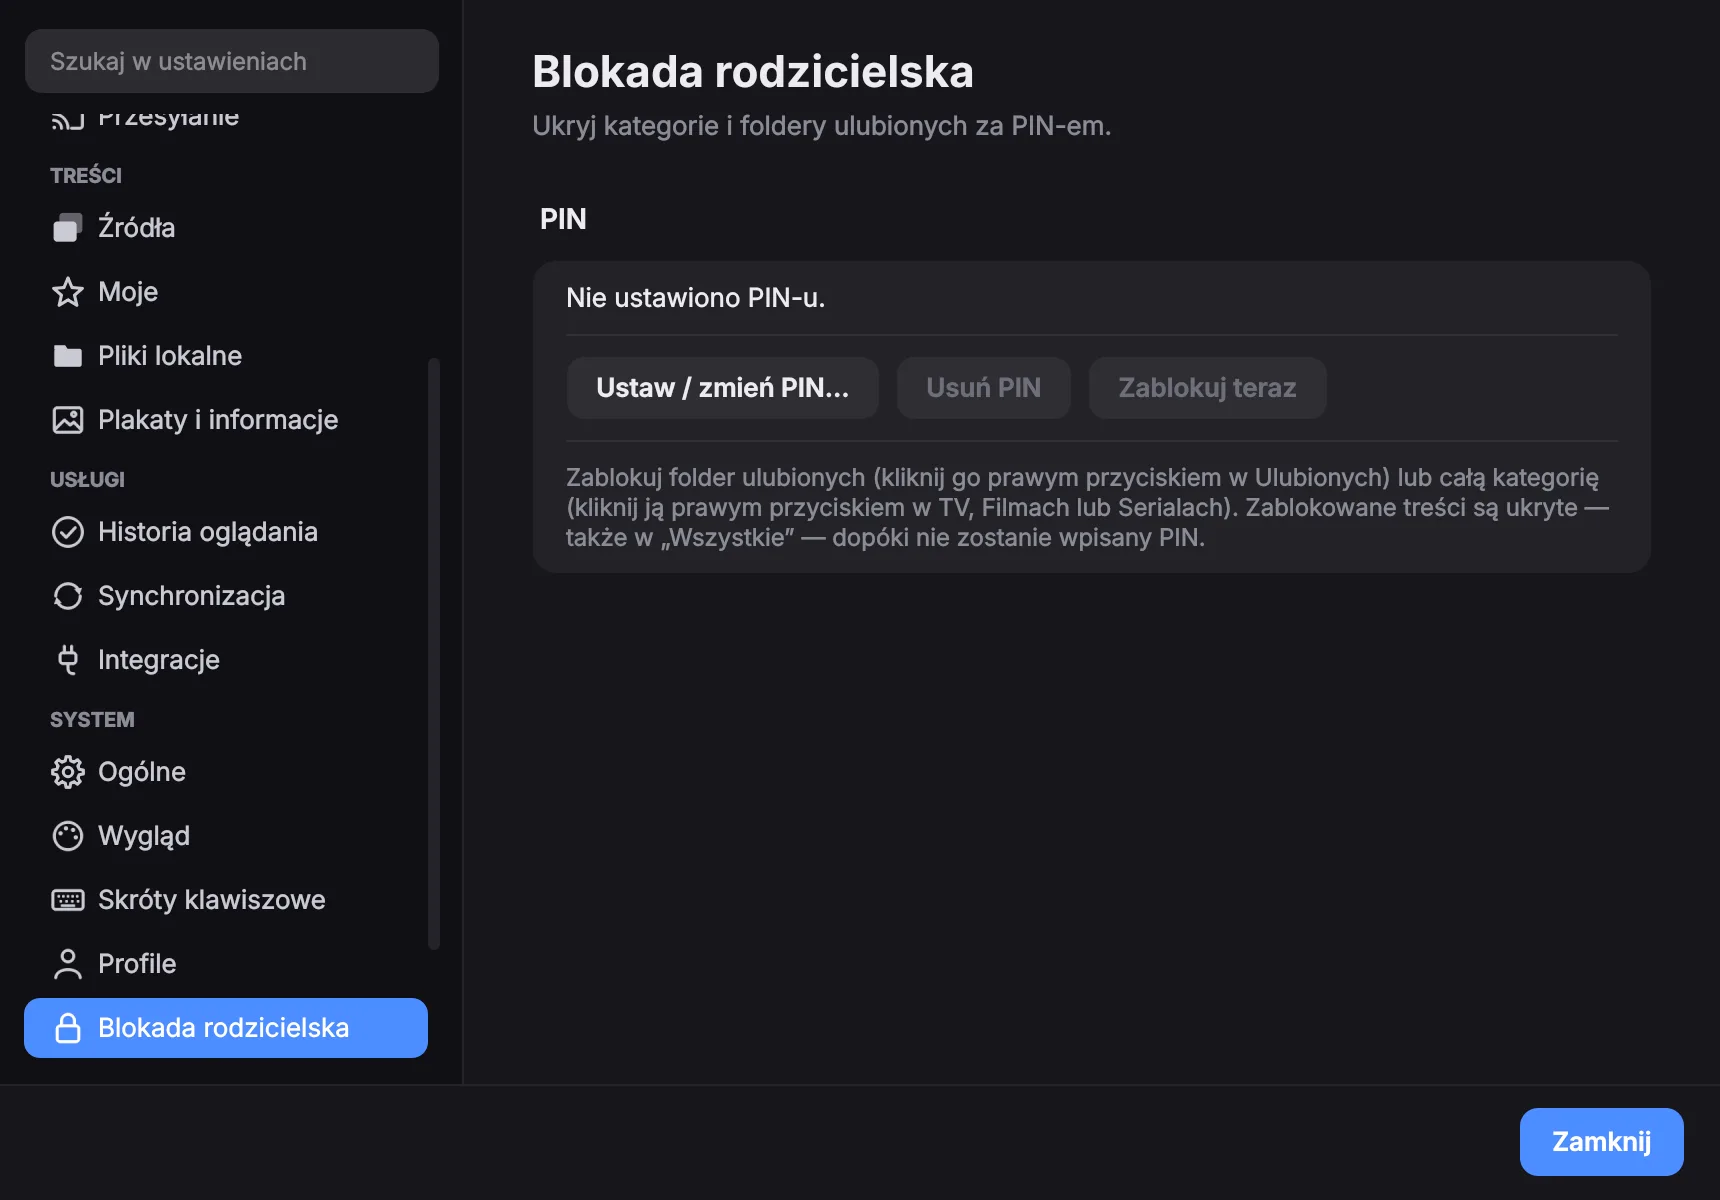 Szukaj w ustawieniach
Przesyłanie
TREŚCI
Źródła
Moje
Pliki lokalne
Plakaty i informacje
USŁUGI
Historia oglądania
Synchronizacja
Integracje
SYSTEM
Ogólne
Wygląd
Skróty klawiszowe
Profile
Blokada rodzicielska
Blokada rodzicielska
Ukryj kategorie i foldery ulubionych za PIN-em.
PIN
Nie ustawiono PIN-u.
Ustaw / zmień PIN...
Usuń PIN
Zablokuj teraz
Zablokuj folder ulubionych (kliknij go prawym przyciskiem w Ulubionych) lub całą kategorię
(kliknij ją prawym przyciskiem w TV, Filmach lub Serialach). Zablokowane treści są ukryte —
także w „Wszystkie” — dopóki nie zostanie wpisany PIN.
Zamknij